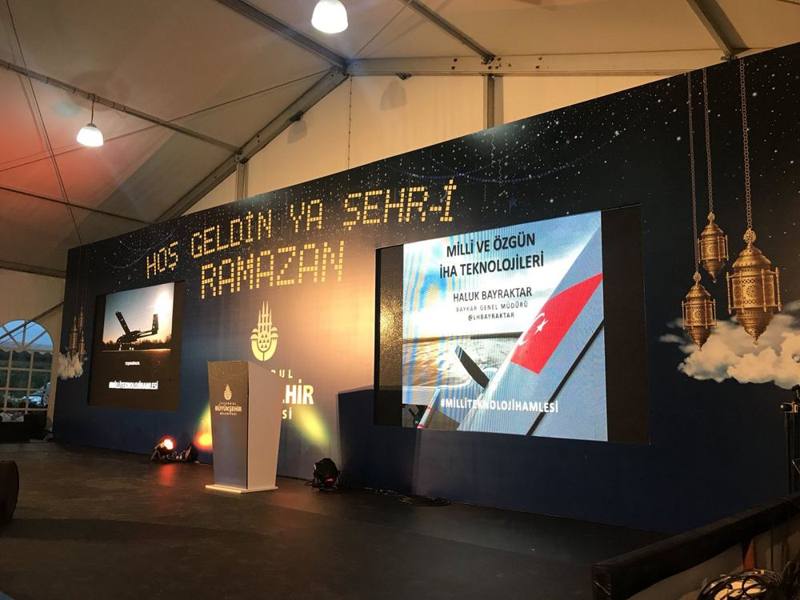 HOŞ GELDİN YA ŞEHR-İ
RAMAZAN
MİLLİ VE ÖZGÜN
İHA TEKNOLOJİLERİ
HALUK BAYRAKTAR
BAYKAR GENEL MÜDÜRÜ
@LHBAYRAKTAR
#MİLLİTEKNOLOJİHAMLESİ
#MİLLİTEKNOLOJİHAMLESİ
BÜYÜKŞEHİR